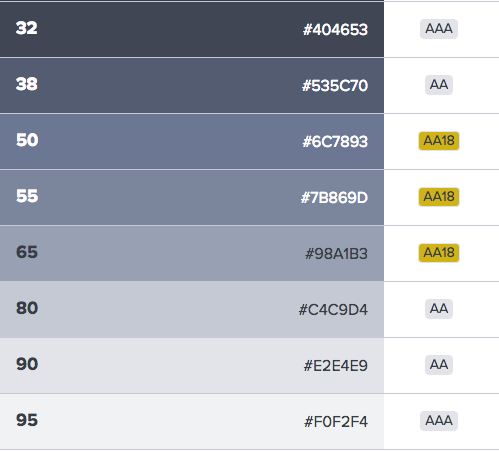 32 #404653 AAA
38 #535C70 AA
50 #6C7893 AA18
55 #7B869D AA18
65 #98A1B3 AA18
80 #C4C9D4 AA
90 #E2E4E9 AA
95 #F0F2F4 AAA